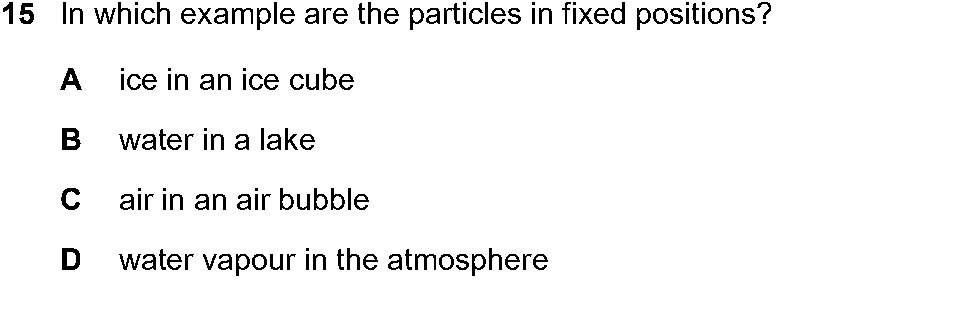 15 In which example are the particles in fixed positions?
A ice in an ice cube
B water in a lake
C air in an air bubble
D water vapour in the atmosphere